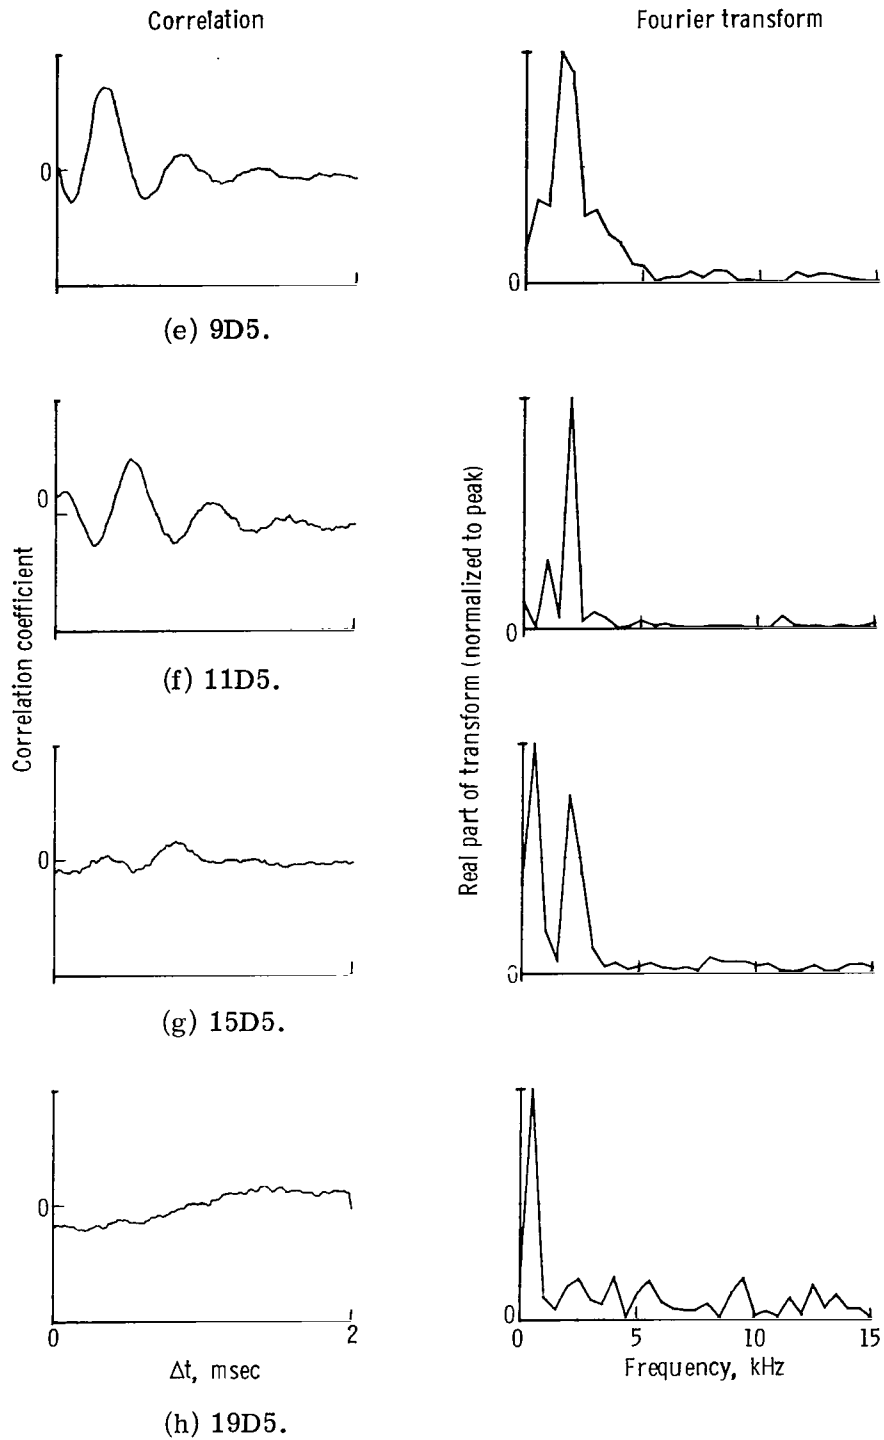 Correlation
Fourier transform
0
0
(e) 9D5.
0
0
(f) 11D5.
Correlation coefficient
Real part of transform (normalized to peak)
0
0
(g) 15D5.
0
0
0 2
0 5 10 15
Δt, msec
Frequency, kHz
(h) 19D5.